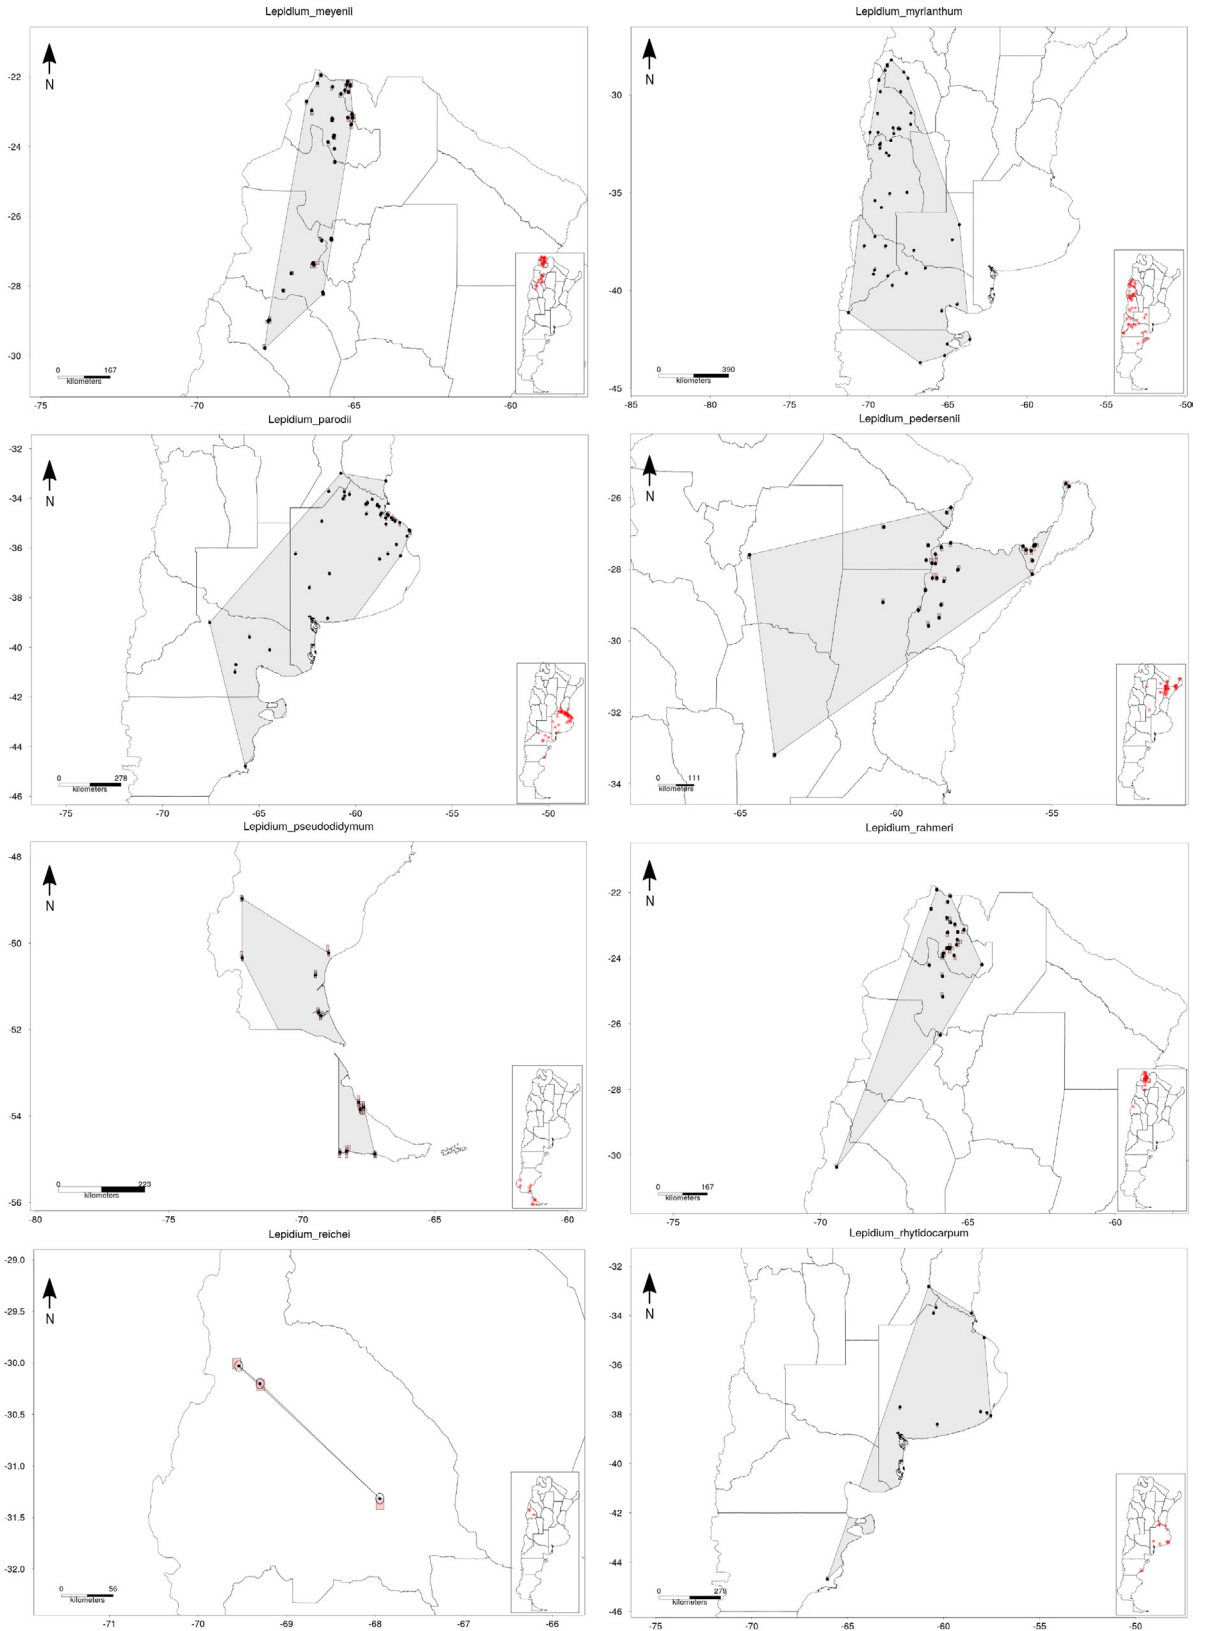 Lepidium_meyenii
N
-22
-24
-26
-28
-30
0 167
kilometers
-75 -70 -65 -60
Lepidium_myrianthum
N
-30
-35
-40
-45
0 390
kilometers
-85 -80 -75 -70 -65 -60 -55 -50
Lepidium_parodii
N
-32
-34
-36
-38
-40
-42
-44
-46
0 278
kilometers
-75 -70 -65 -60 -55 -50
Lepidium_pedersenii
N
-26
-28
-30
-32
-34
0 111
kilometers
-65 -60 -55
Lepidium_pseudodidymum
N
-48
-50
-52
-54
-56
0 223
kilometers
-80 -75 -70 -65 -60
Lepidium_rahmeri
N
-22
-24
-26
-28
-30
0 167
kilometers
-75 -70 -65 -60
Lepidium_reichei
N
-29.0
-29.5
-30.0
-30.5
-31.0
-31.5
-32.0
0 56
kilometers
-71 -70 -69 -68 -67 -66
Lepidium_rhytidocarpum
N
-32
-34
-36
-38
-40
-42
-44
-46
0 278
kilometers
-75 -70 -65 -60 -55 -50